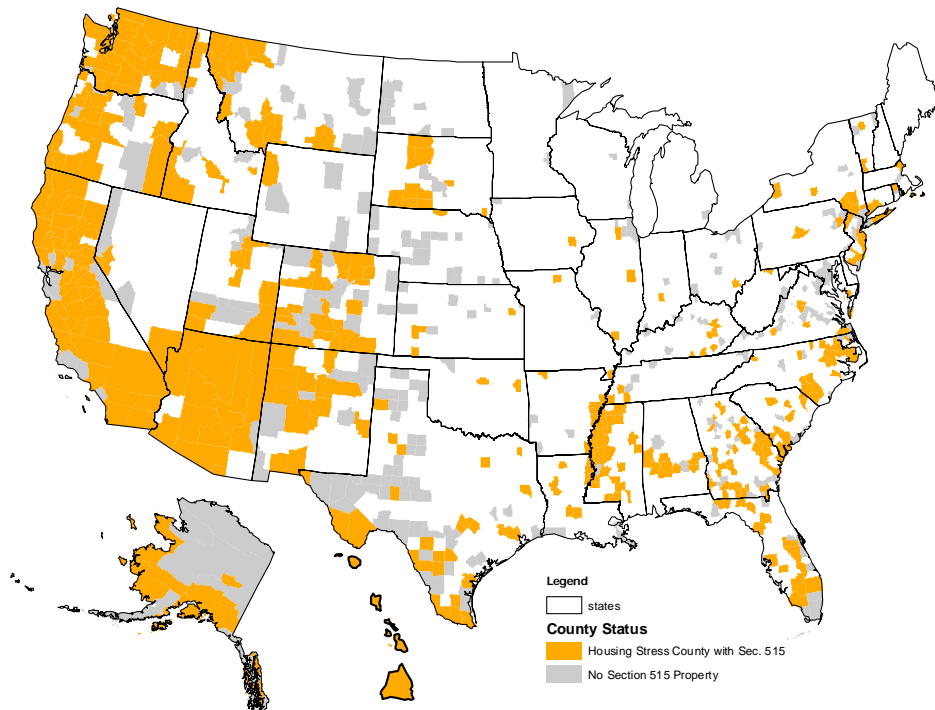 Legend
states
County Status
Housing Stress County with Sec. 515
No Section 515 Property